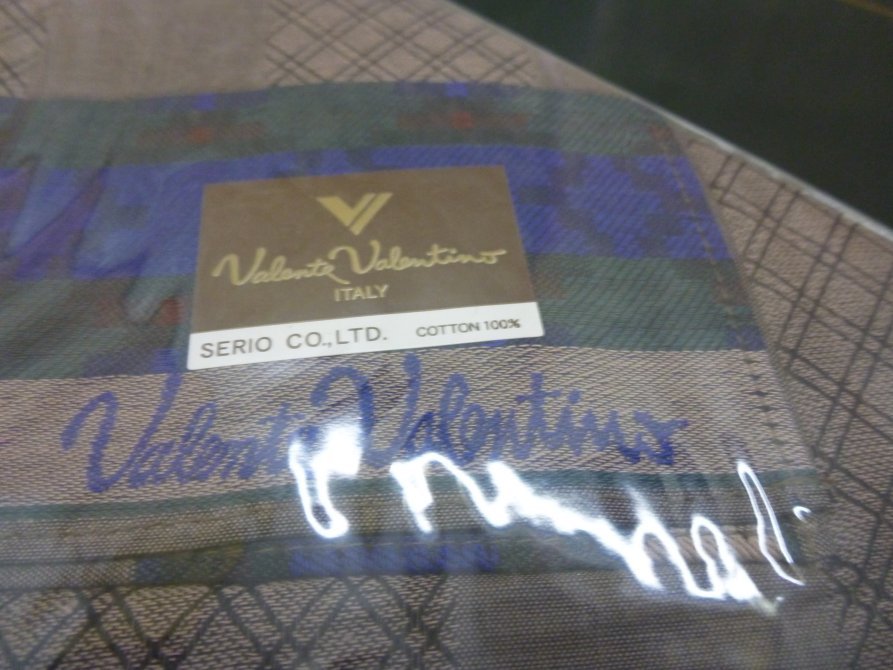 Valente Valentino
ITALY
SERIO CO.,LTD. COTTON 100%
Valente Valentino